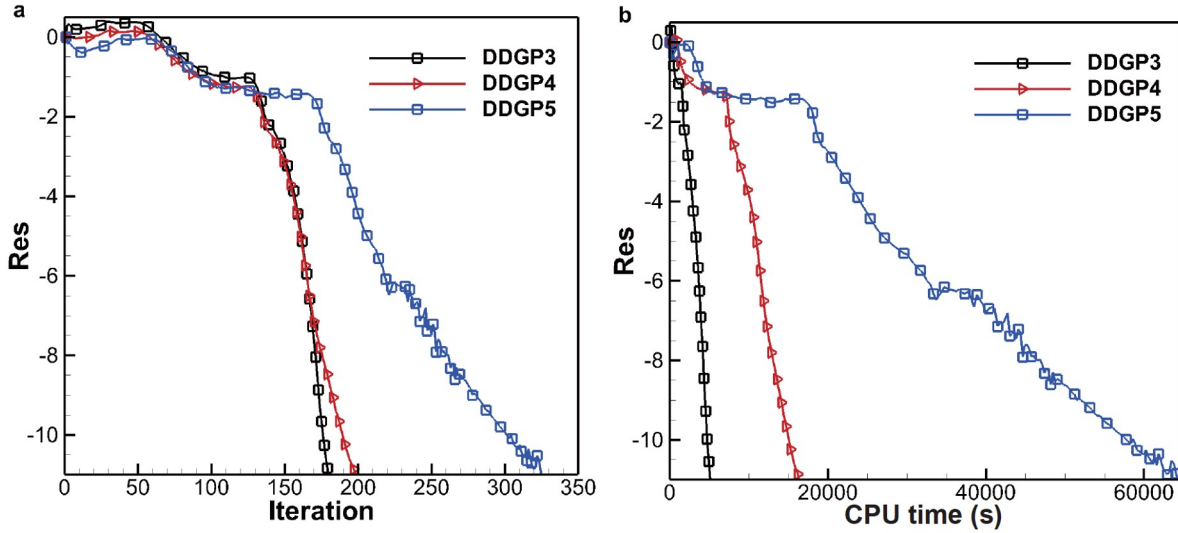 a
0
-2
-4
-6
-8
-10
Res
DDGP3
DDGP4
DDGP5
0 50 100 150 200 250 300 350
Iteration
b
0
-2
-4
-6
-8
-10
Res
DDGP3
DDGP4
DDGP5
0 20000 40000 60000
CPU time (s)